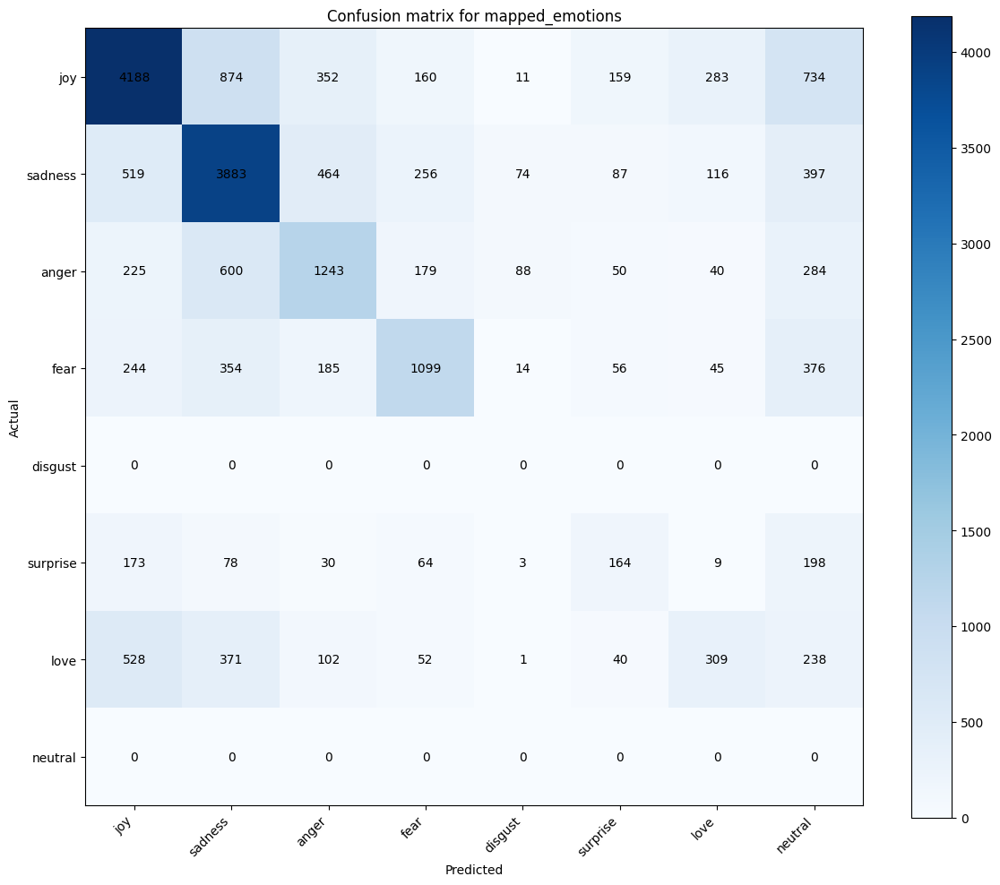 Confusion matrix for mapped_emotions
joy 4188 874 352 160 11 159 283 734
sadness 519 3883 464 256 74 87 116 397
anger 225 600 1243 179 88 50 40 284
fear 244 354 185 1099 14 56 45 376
disgust 0 0 0 0 0 0 0 0
surprise 173 78 30 64 3 164 9 198
love 528 371 102 52 1 40 309 238
neutral 0 0 0 0 0 0 0 0
Actual
joy sadness anger fear disgust surprise love neutral
Predicted
4000
3500
3000
2500
2000
1500
1000
500
0